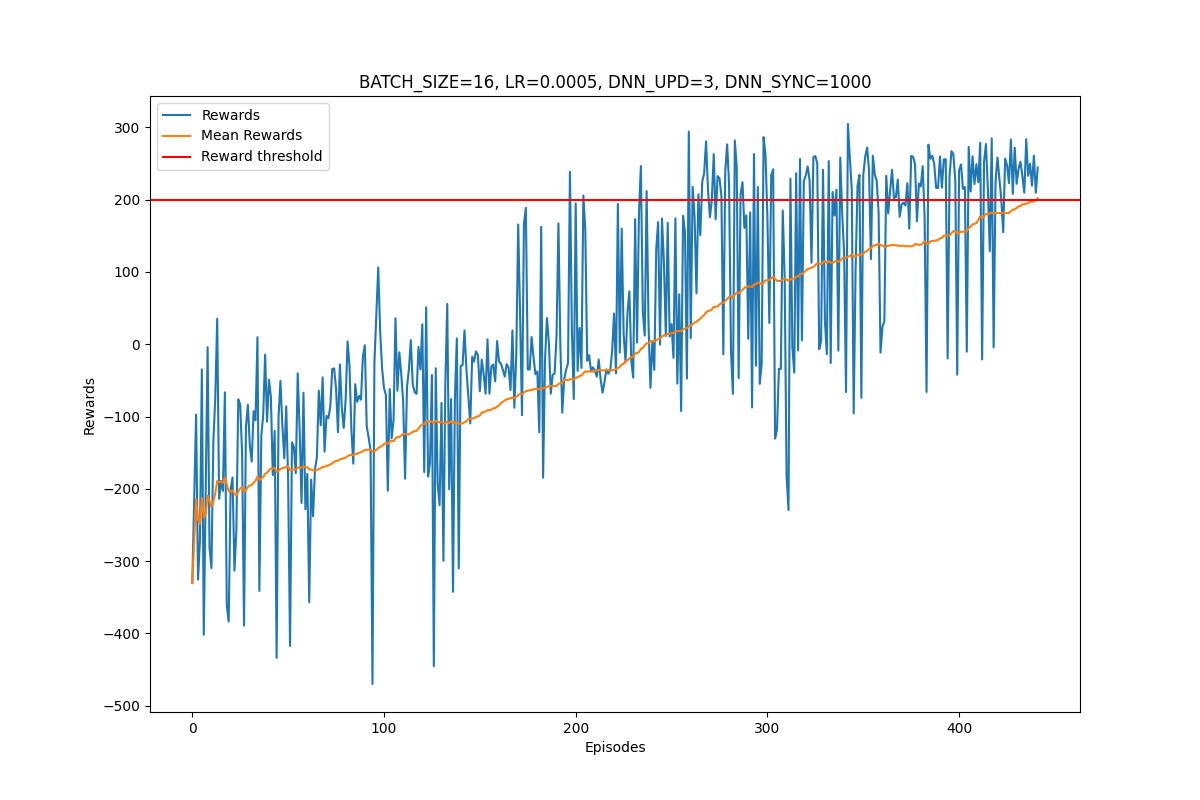 BATCH_SIZE=16, LR=0.0005, DNN_UPD=3, DNN_SYNC=1000
Rewards
Mean Rewards
Reward threshold
300
200
100
0
−100
−200
−300
−400
−500
Rewards
0 100 200 300 400
Episodes